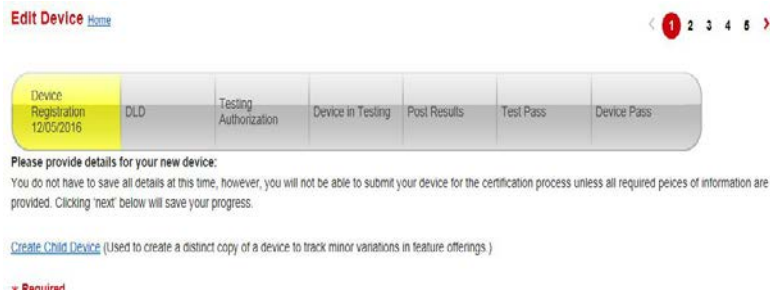 Edit Device Home
< 1 2 3 4 5 >
Device
Registration
12/05/2016
DLD
Testing
Authorization
Device in Testing
Post Results
Test Pass
Device Pass
Please provide details for your new device:
You do not have to save all details at this time, however, you will not be able to submit your device for the certification process unless all required peices of information are
provided. Clicking 'next' below will save your progress.
Create Child Device (Used to create a distinct copy of a device to track minor variations in feature offerings.)
* Required